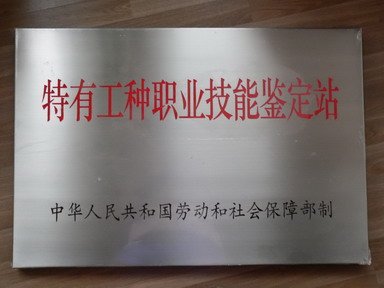 特有工种职业技能鉴定站
中华人民共和国劳动和社会保障部制